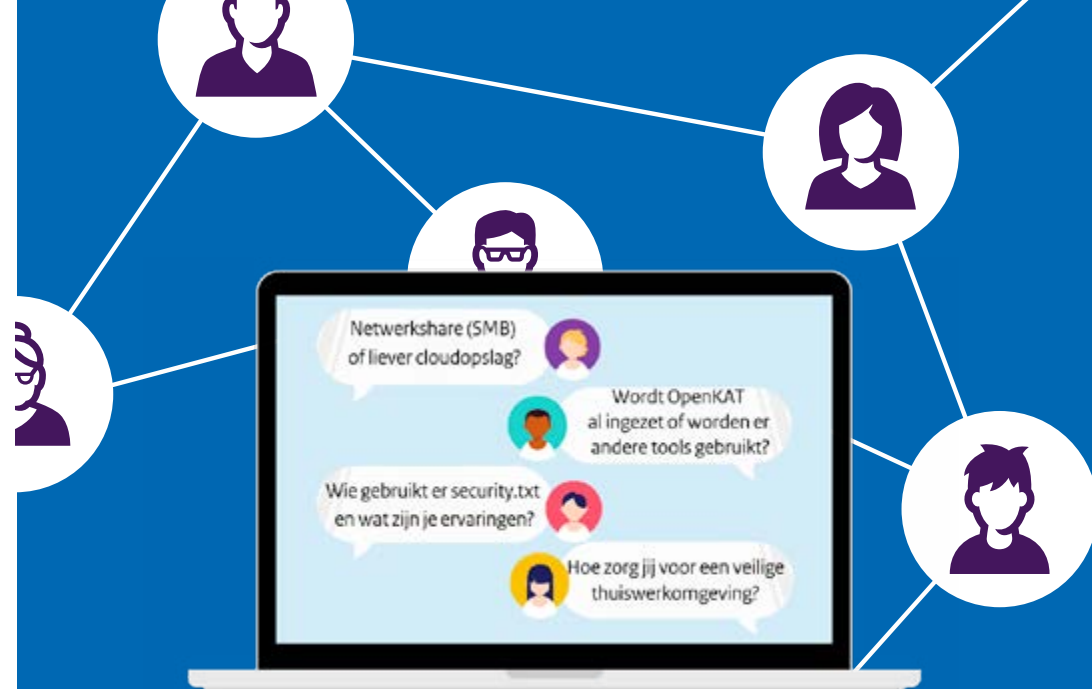 Netwerkshare (SMB)
of liever cloudopslag?
Wordt OpenKAT
al ingezet of worden er
andere tools gebruikt?
Wie gebruikt er security.txt
en wat zijn je ervaringen?
Hoe zorg jij voor een veilige
thuiswerkomgeving?